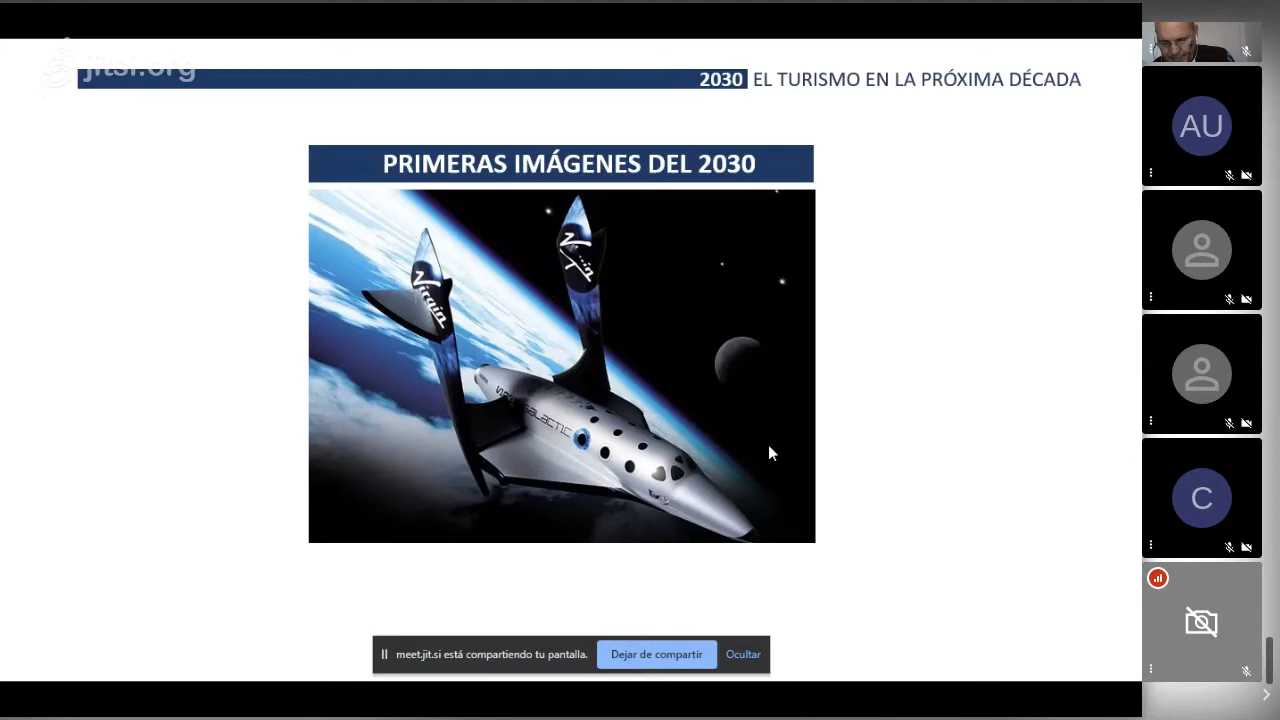 jitsi.org
2030 EL TURISMO EN LA PRÓXIMA DÉCADA
PRIMERAS IMÁGENES DEL 2030
Virgin
Virgin
VIRGIN GALACTIC
meet.jit.si está compartiendo tu pantalla.
Dejar de compartir
Ocultar
AU
C